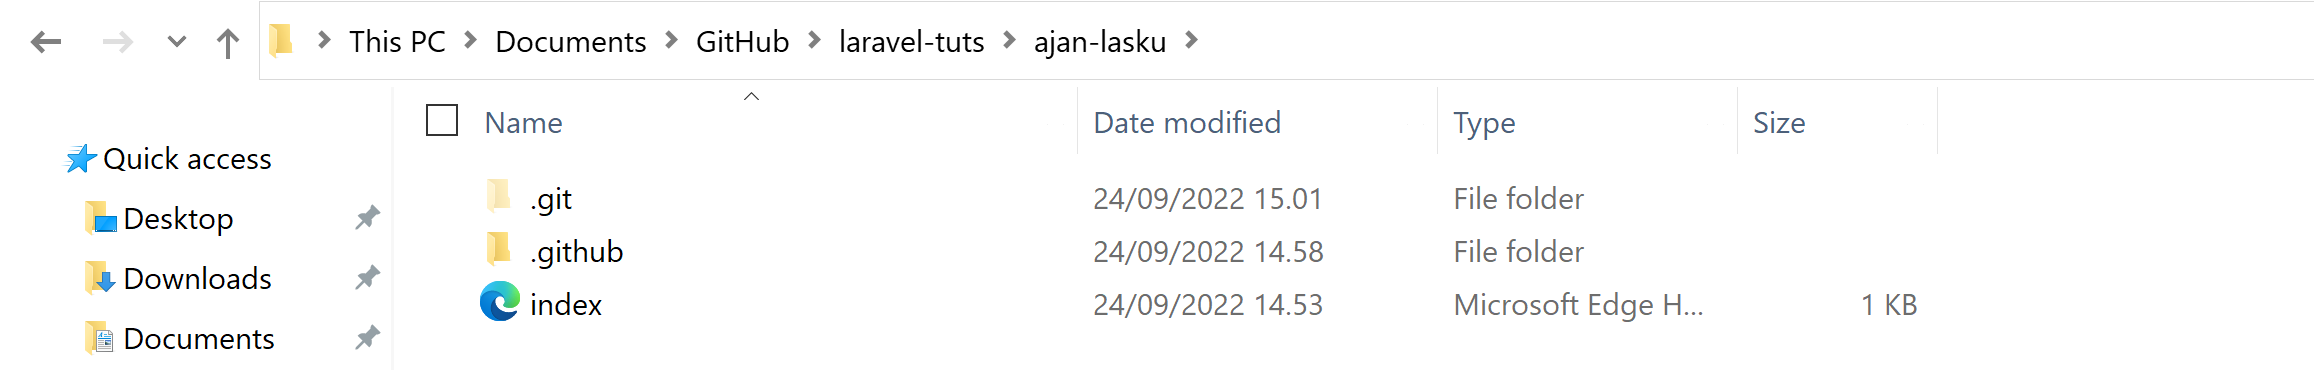 This PC Documents GitHub laravel-tuts ajan-lasku
Name Date modified Type Size
Quick access
Desktop
Downloads
Documents
.git 24/09/2022 15.01 File folder
.github 24/09/2022 14.58 File folder
index 24/09/2022 14.53 Microsoft Edge H... 1 KB